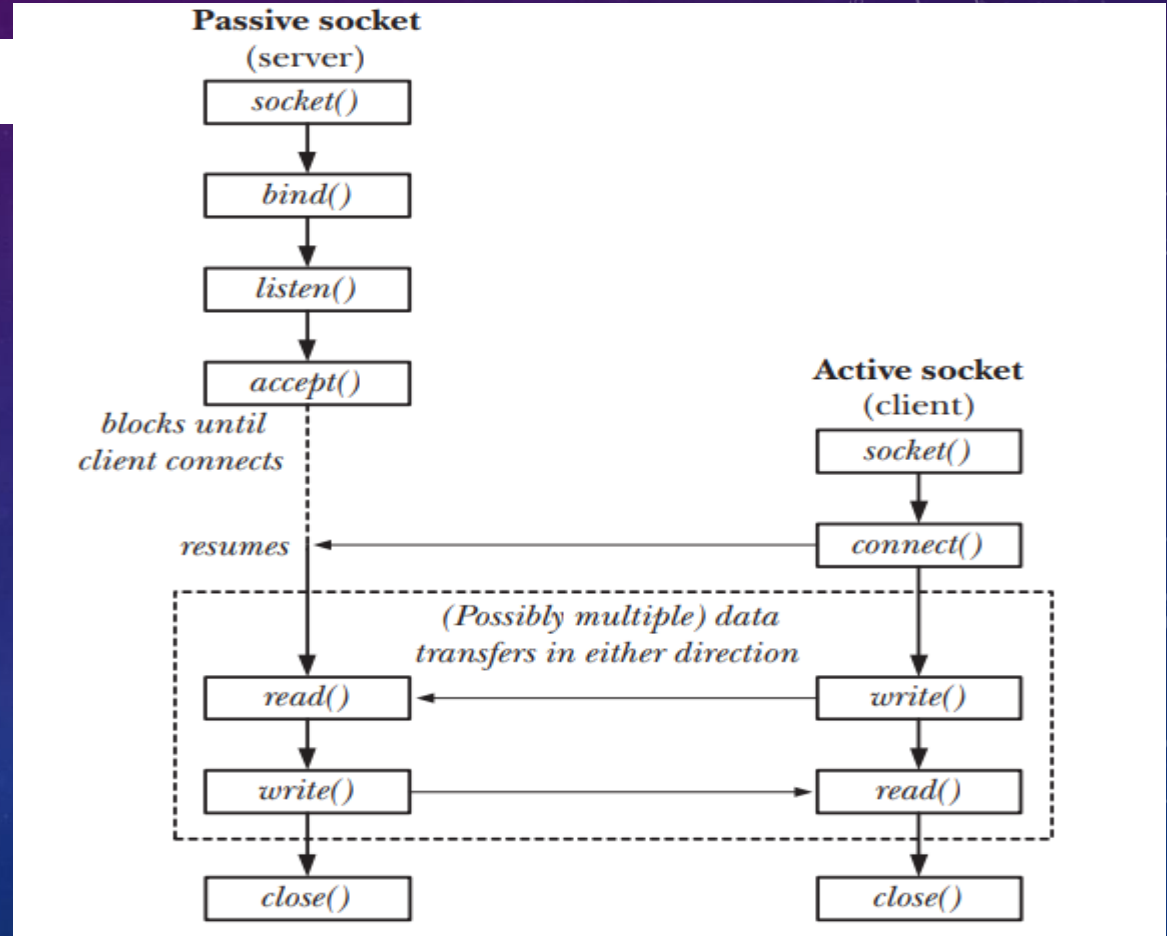 Passive socket
(server)
socket()
bind()
listen()
accept()
blocks until
client connects
resumes
Active socket
(client)
socket()
connect()
(Possibly multiple) data
transfers in either direction
read()
write()
write()
read()
close()
close()